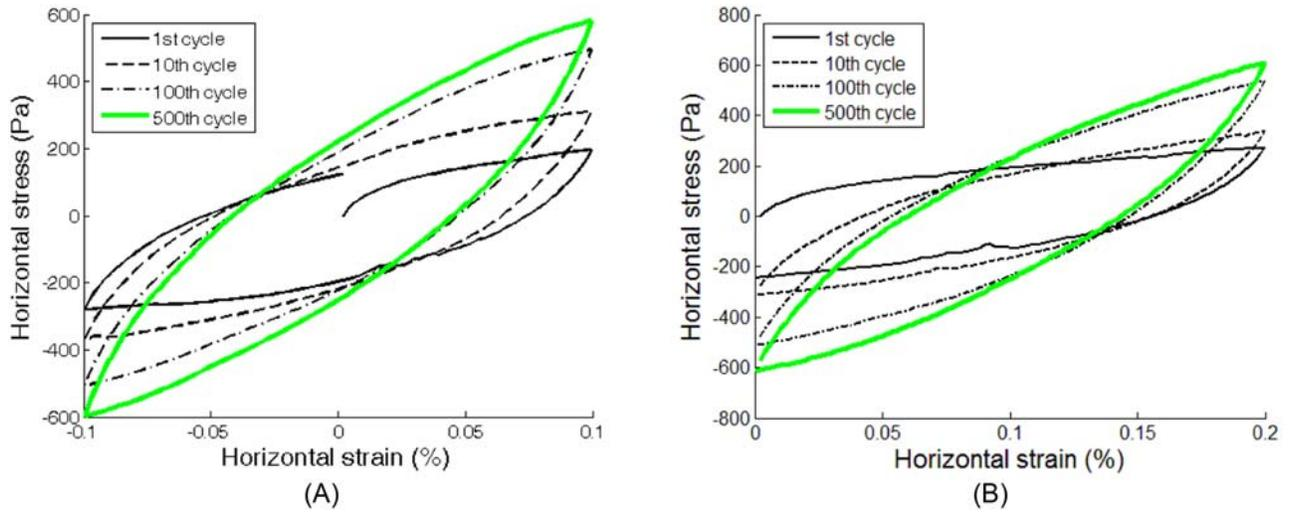 600
400
200
0
-200
-400
-600
-0.1
-0.05
0
0.05
0.1
Horizontal stress (Pa)
Horizontal strain (%)
1st cycle
10th cycle
100th cycle
500th cycle
(A)
800
600
400
200
0
-200
-400
-600
-800
0
0.05
0.1
0.15
0.2
Horizontal stress (Pa)
Horizontal strain (%)
1st cycle
10th cycle
100th cycle
500th cycle
(B)